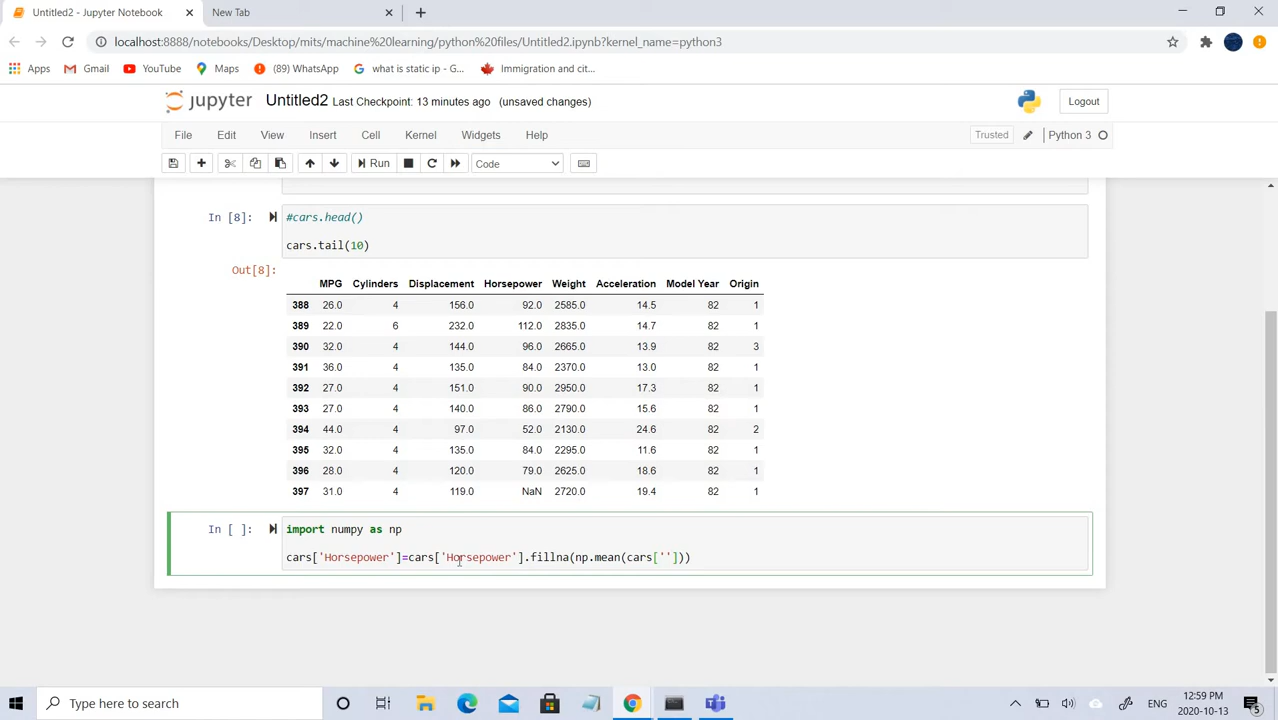 Untitled2 - Jupyter Notebook
New Tab
localhost:8888/notebooks/Desktop/mits/machine%20learning/python%20files/Untitled2.ipynb?kernel_name=python3
Apps Gmail YouTube Maps (89) WhatsApp what is static ip - G... Immigration and cit...
jupyter Untitled2 Last Checkpoint: 13 minutes ago (unsaved changes) Logout
File Edit View Insert Cell Kernel Widgets Help Trusted Python 3
Run Code
In [8]: #cars.head()
cars.tail(10)
Out[8]:
MPG Cylinders Displacement Horsepower Weight Acceleration Model Year Origin
388 26.0 4 156.0 92.0 2585.0 14.5 82 1
389 22.0 6 232.0 112.0 2835.0 14.7 82 1
390 32.0 4 144.0 96.0 2665.0 13.9 82 3
391 36.0 4 135.0 84.0 2370.0 13.0 82 1
392 27.0 4 151.0 90.0 2950.0 17.3 82 1
393 27.0 4 140.0 86.0 2790.0 15.6 82 1
394 44.0 4 97.0 52.0 2130.0 24.6 82 2
395 32.0 4 135.0 84.0 2295.0 11.6 82 1
396 28.0 4 120.0 79.0 2625.0 18.6 82 1
397 31.0 4 119.0 NaN 2720.0 19.4 82 1
In [ ]: import numpy as np
cars['Horsepower']=cars['Horsepower'].fillna(np.mean(cars['']))
Type here to search
ENG
12:59 PM
2020-10-13
5